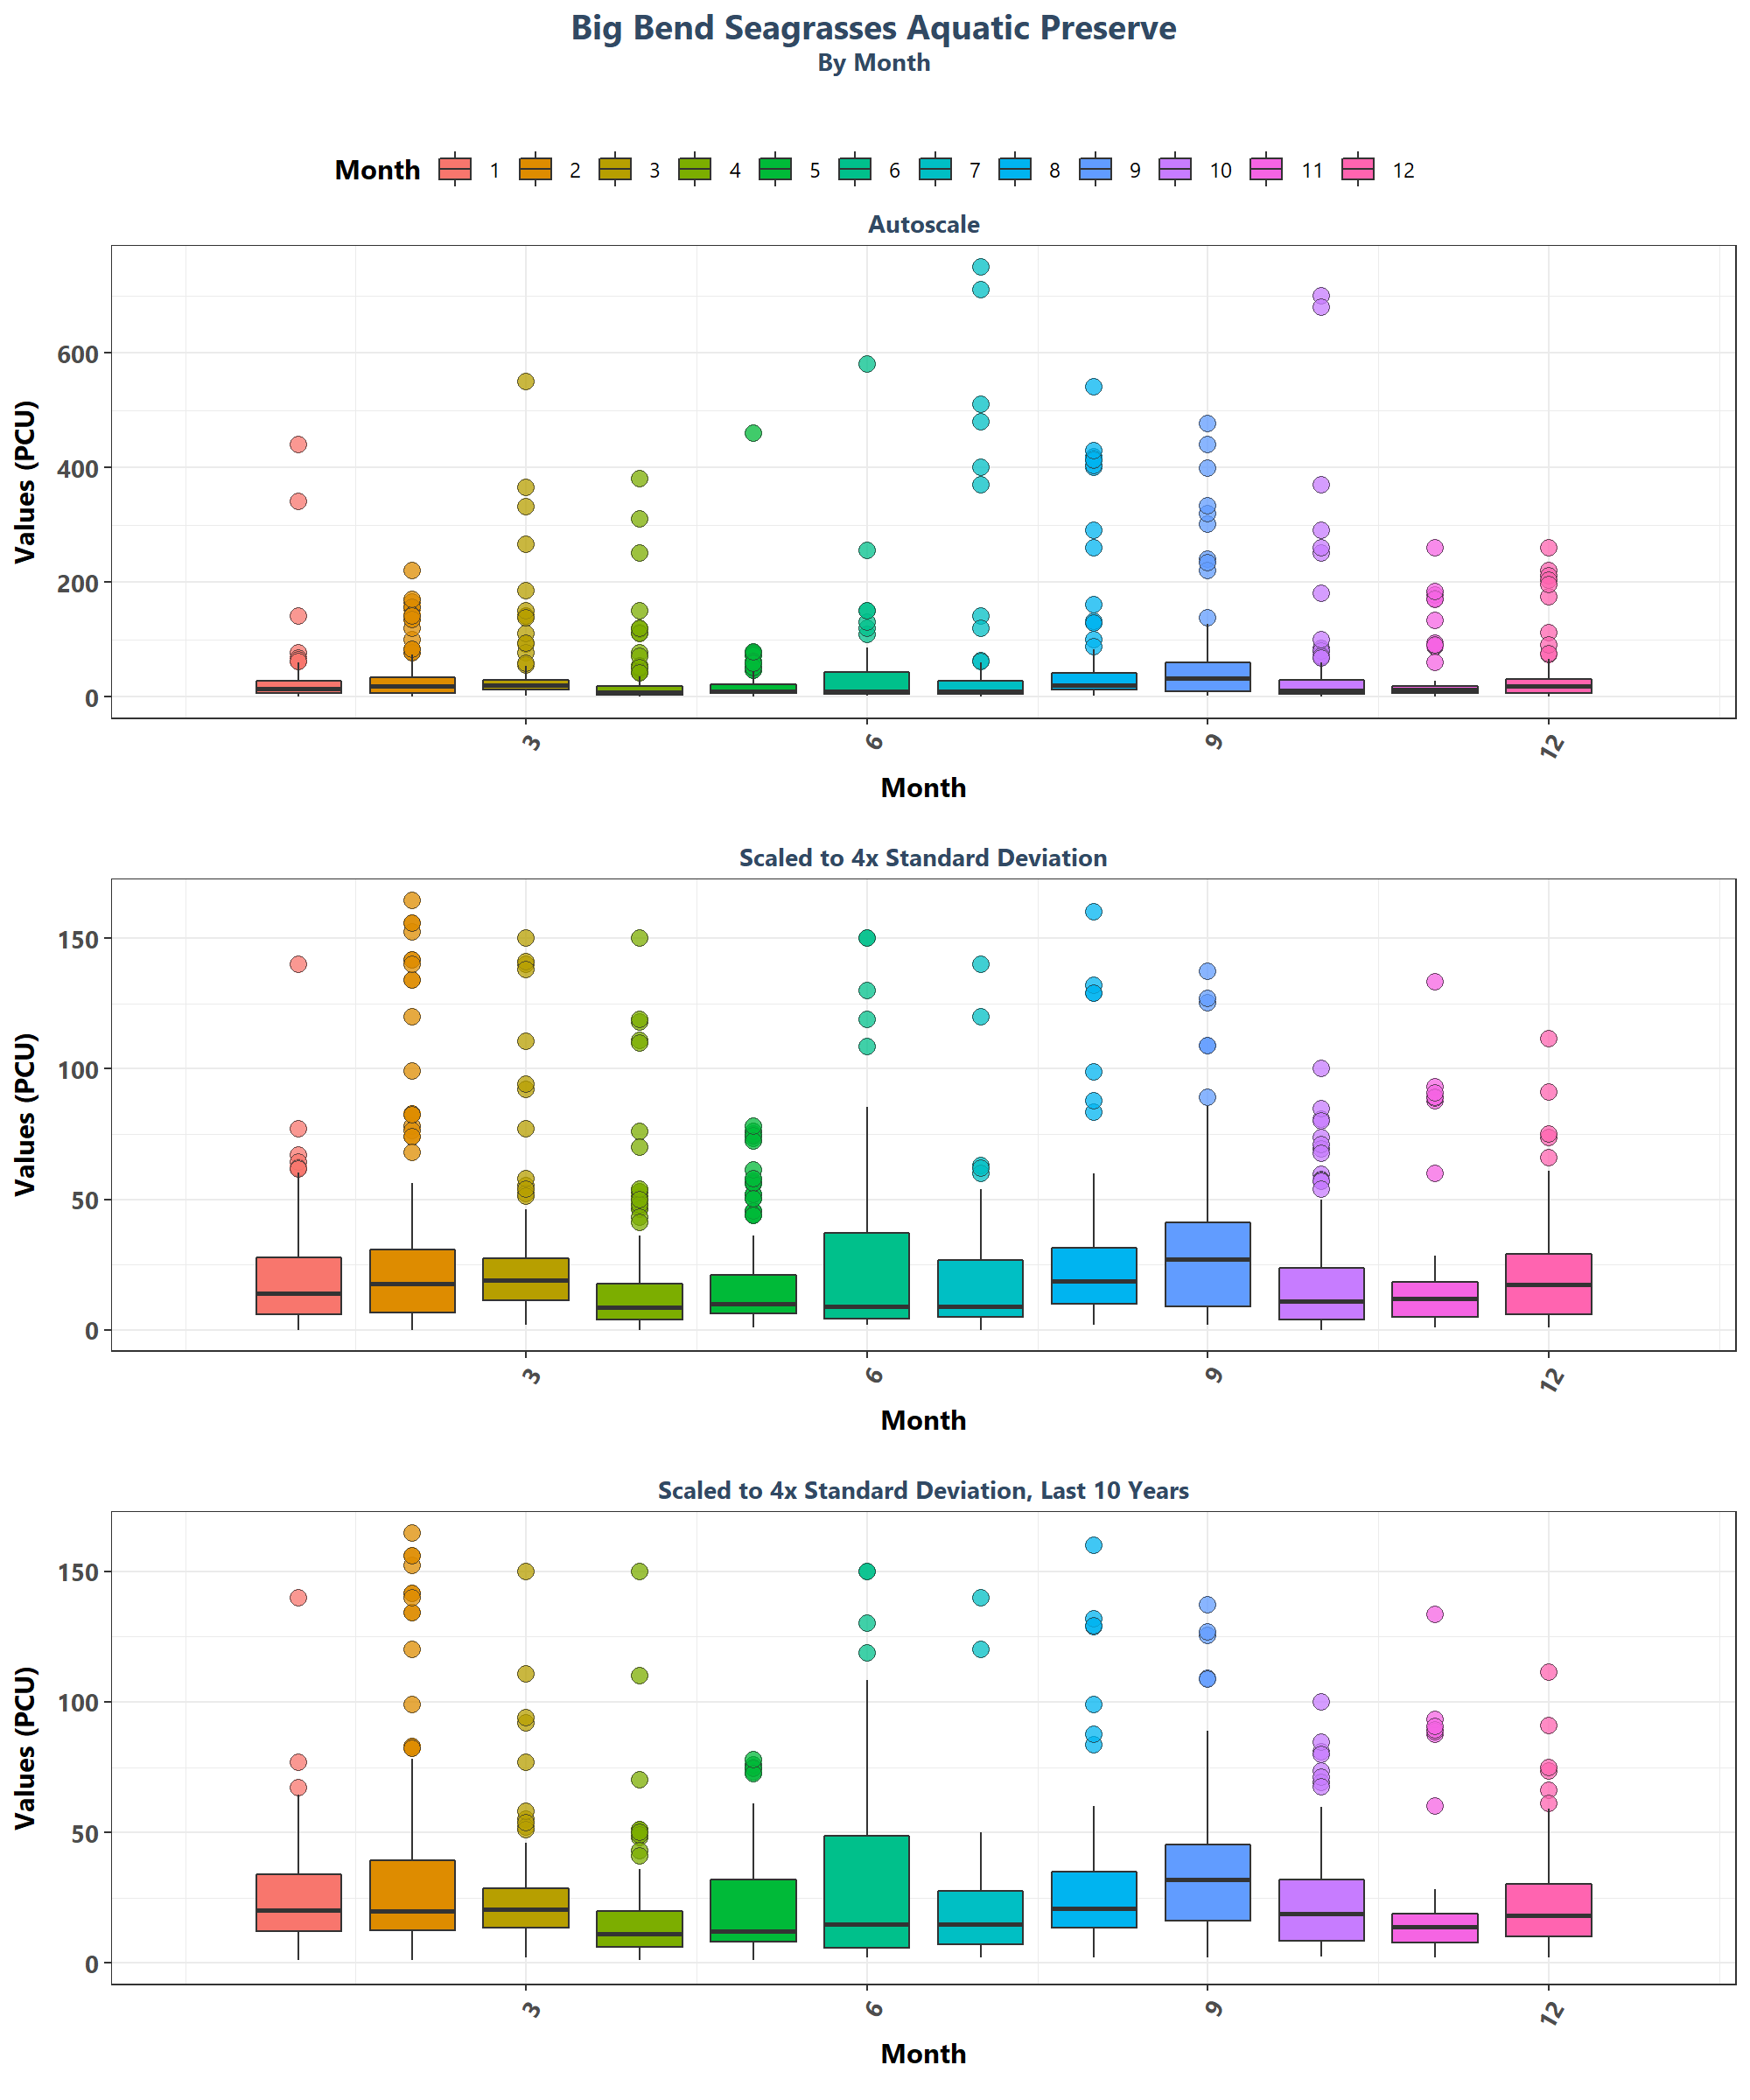 Big Bend Seagrasses Aquatic Preserve
By Month
Month 1 2 3 4 5 6 7 8 9 10 11 12
Autoscale
Values (PCU)
600
400
200
0
3 6 9 12
Month
Scaled to 4x Standard Deviation
Values (PCU)
150
100
50
0
3 6 9 12
Month
Scaled to 4x Standard Deviation, Last 10 Years
Values (PCU)
150
100
50
0
3 6 9 12
Month